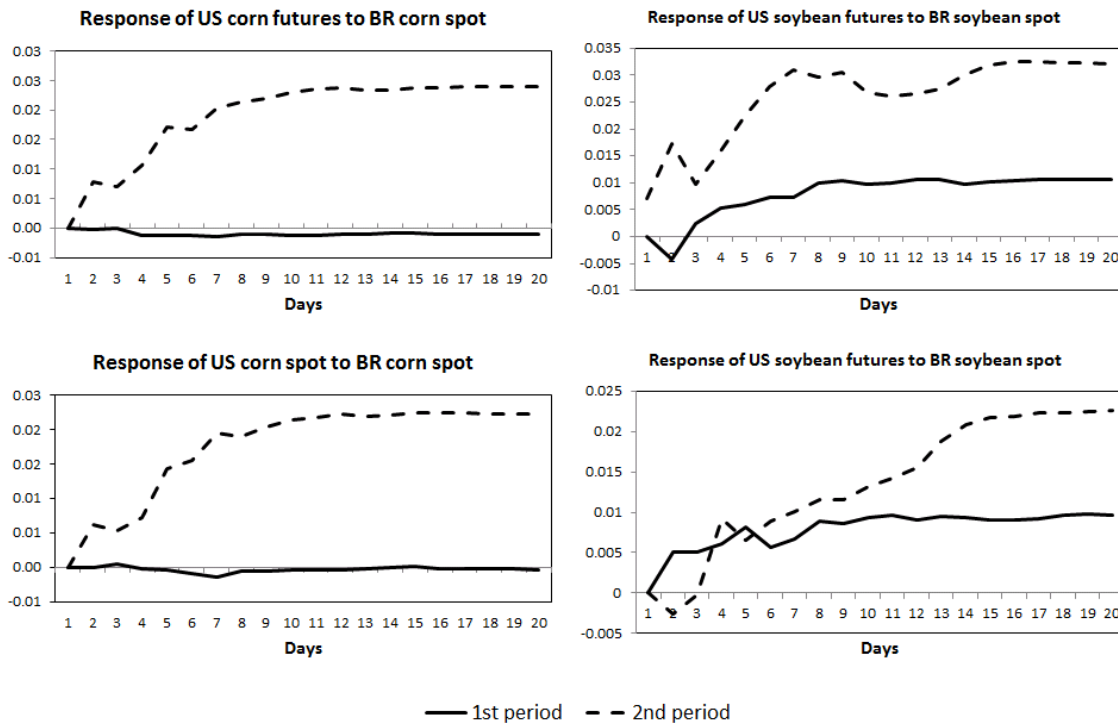 Response of US corn futures to BR corn spot
0.03
0.03
0.02
0.02
0.01
0.01
0.00
-0.01
1 2 3 4 5 6 7 8 9 10 11 12 13 14 15 16 17 18 19 20
Days
Response of US soybean futures to BR soybean spot
0.035
0.03
0.025
0.02
0.015
0.01
0.005
0
-0.005
-0.01
1 2 3 4 5 6 7 8 9 10 11 12 13 14 15 16 17 18 19 20
Days
Response of US corn spot to BR corn spot
0.03
0.02
0.02
0.01
0.01
0.00
-0.01
1 2 3 4 5 6 7 8 9 10 11 12 13 14 15 16 17 18 19 20
Days
Response of US soybean futures to BR soybean spot
0.025
0.02
0.015
0.01
0.005
0
-0.005
1 2 3 4 5 6 7 8 9 10 11 12 13 14 15 16 17 18 19 20
Days
1st period 2nd period